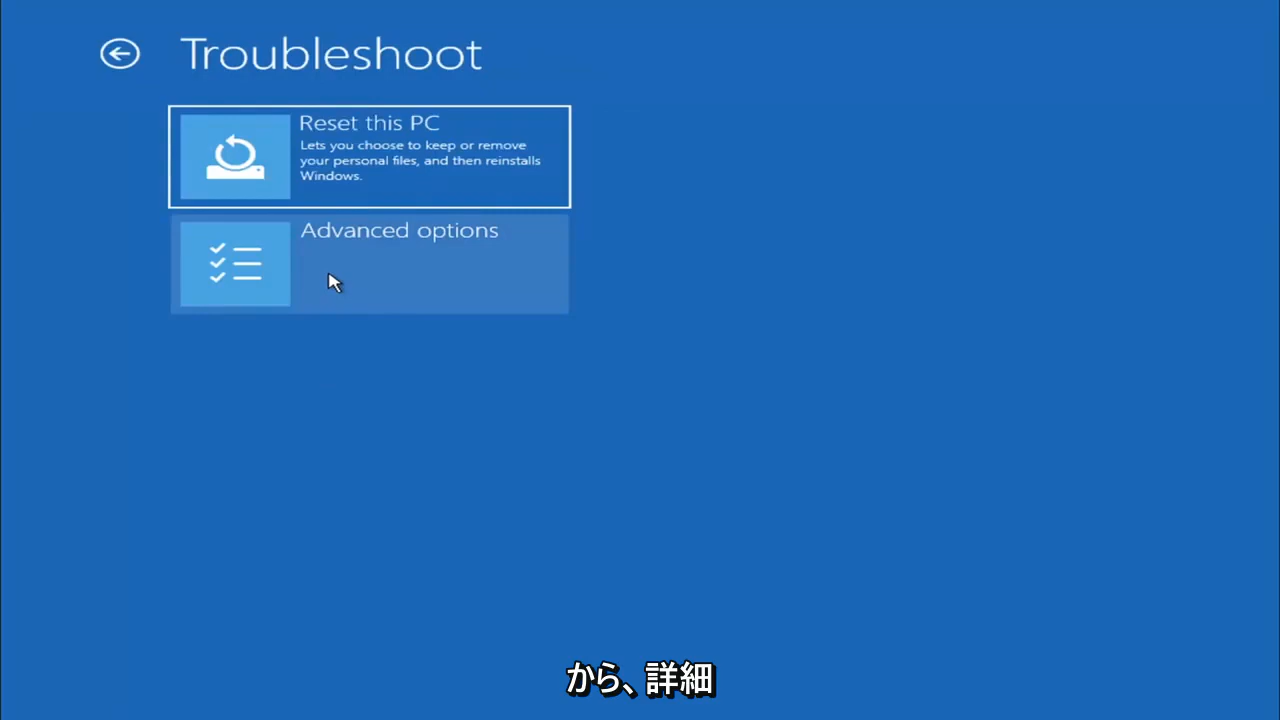 Troubleshoot
Reset this PC
Lets you choose to keep or remove
your personal files, and then reinstalls
Windows.
Advanced options
から、詳細